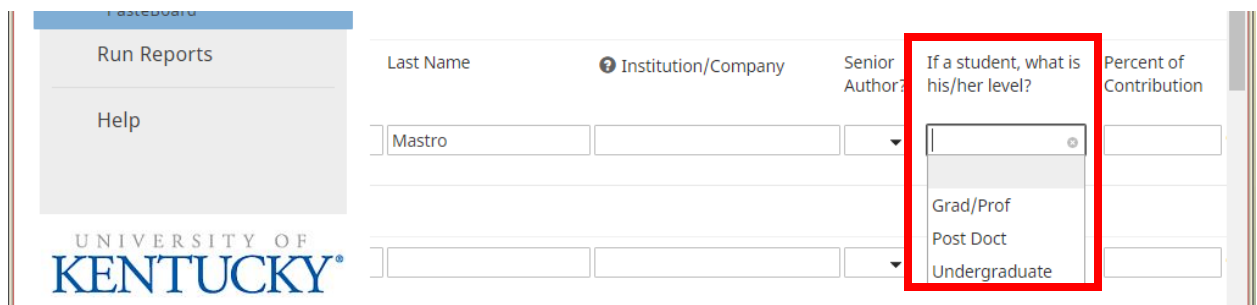 PasteBoard
Run Reports
Help
UNIVERSITY OF
KENTUCKY®
Last Name
? Institution/Company
Senior
Author?
If a student, what is
his/her level?
Percent of
Contribution
Mastro
Grad/Prof
Post Doct
Undergraduate